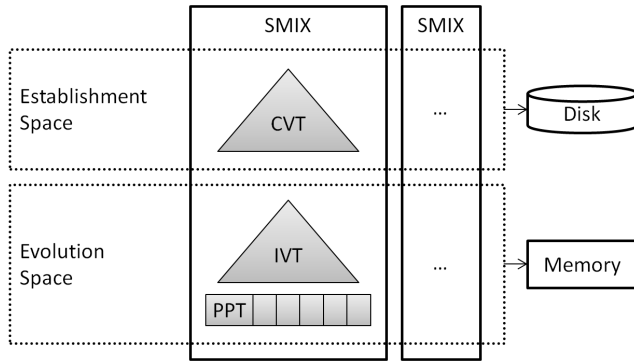 SMIX
SMIX
Establishment
Space
CVT
...
Disk
Evolution
Space
IVT
...
Memory
PPT